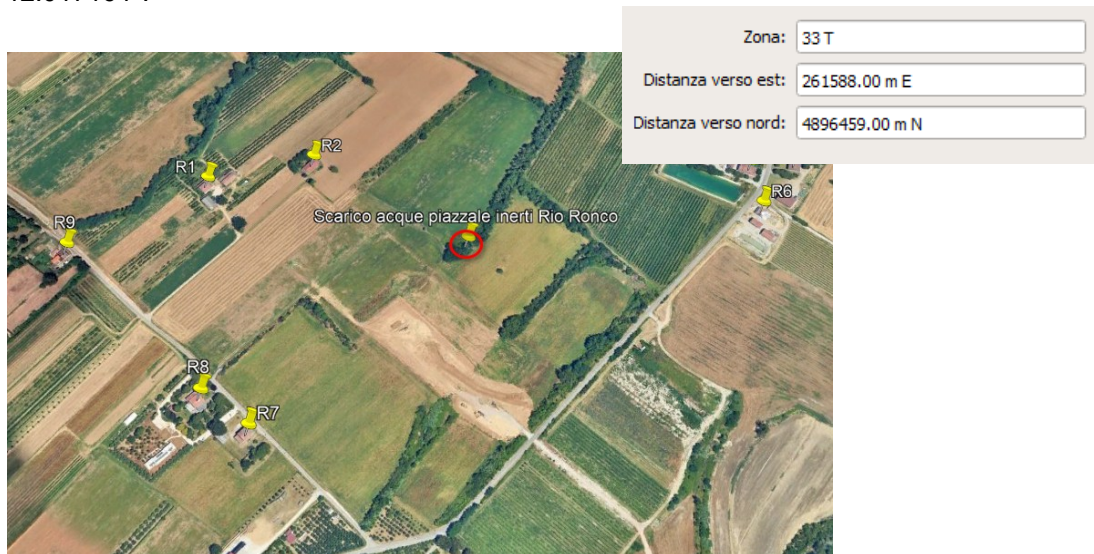 Zona: 33 T
Distanza verso est: 261588.00 m E
Distanza verso nord: 4896459.00 m N
R2
R1
R6
Scarico acque piazzale inerti Rio Ronco
R9
R8
R7